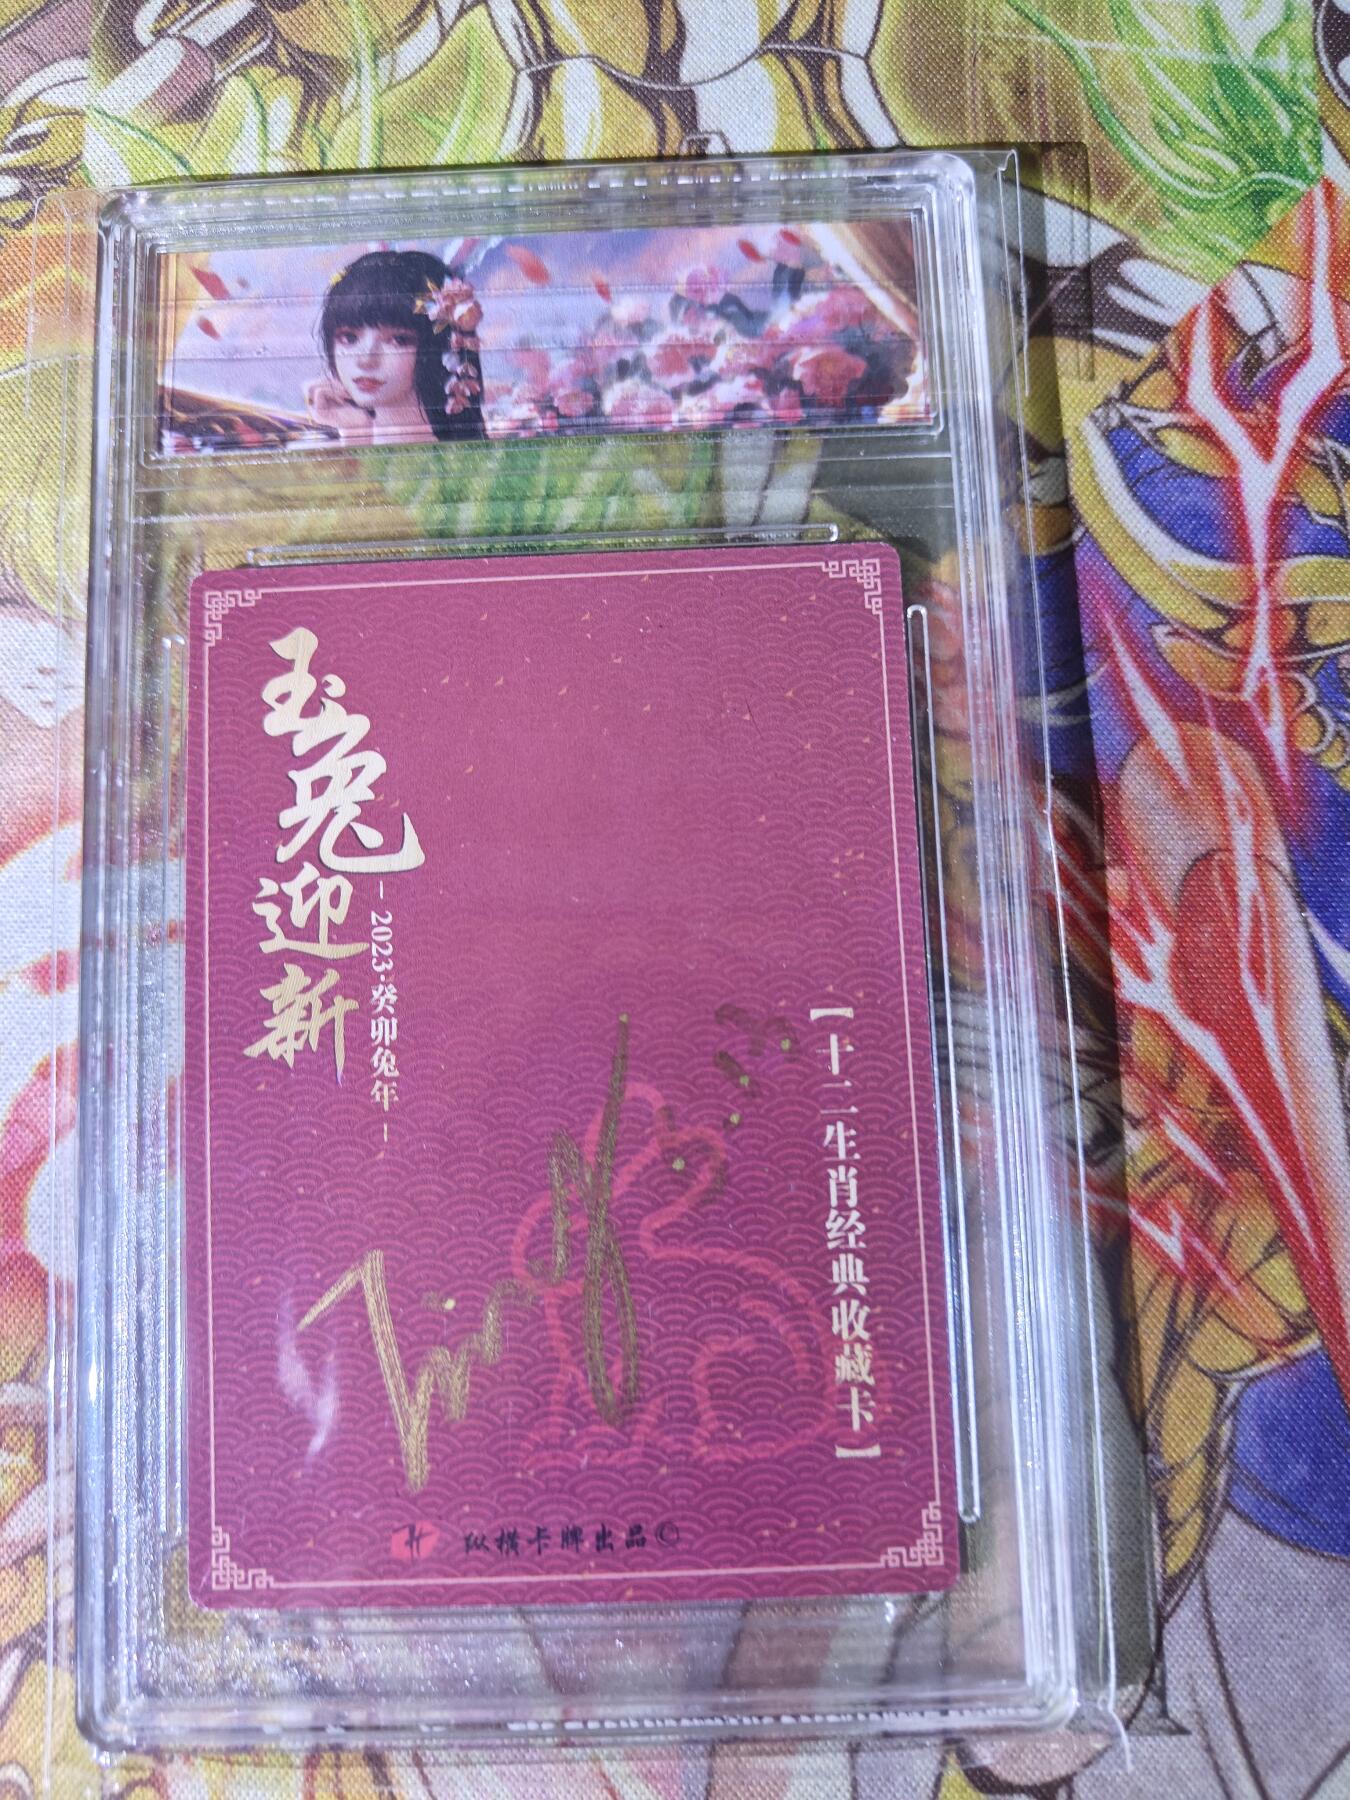 玉兔迎新
– 2023·癸卯兔年 –
【十二生肖经典收藏卡】
纵横卡牌出品©